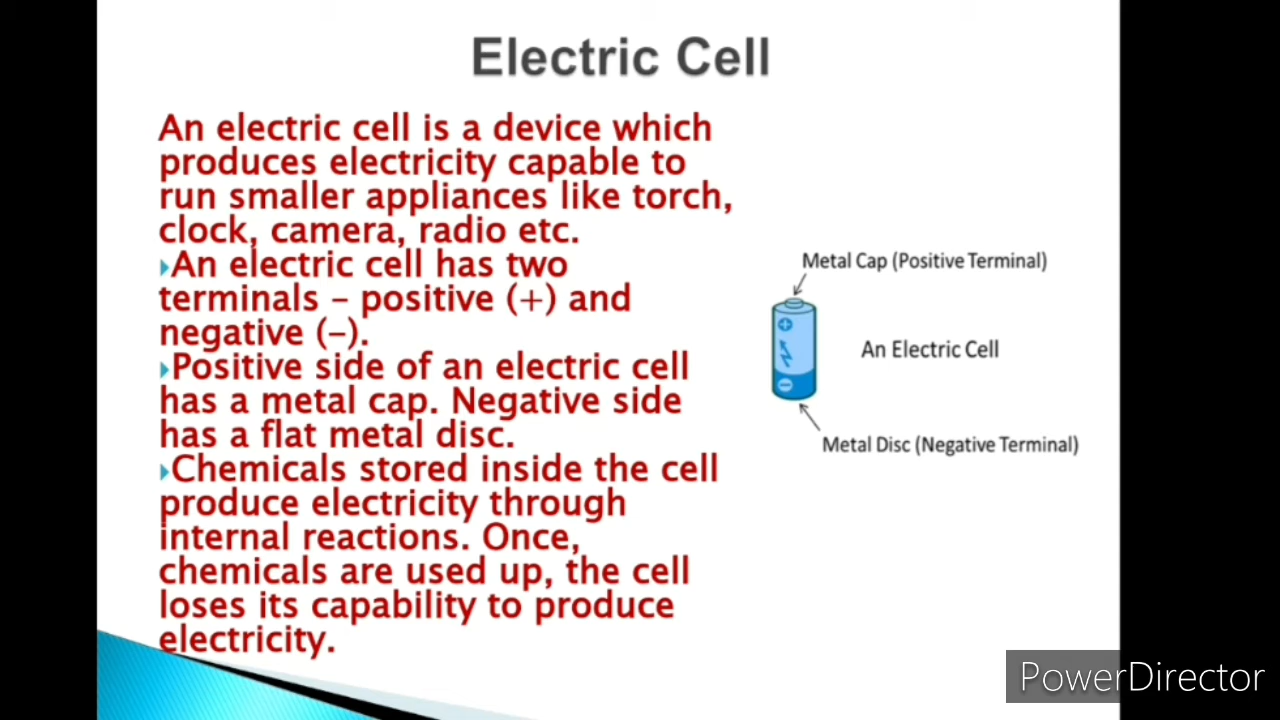 Electric Cell
An electric cell is a device which
produces electricity capable to
run smaller appliances like torch,
clock, camera, radio etc.
An electric cell has two
terminals – positive (+) and
negative (–).
Positive side of an electric cell
has a metal cap. Negative side
has a flat metal disc.
Chemicals stored inside the cell
produce electricity through
internal reactions. Once,
chemicals are used up, the cell
loses its capability to produce
electricity.
Metal Cap (Positive Terminal)
An Electric Cell
Metal Disc (Negative Terminal)
PowerDirector